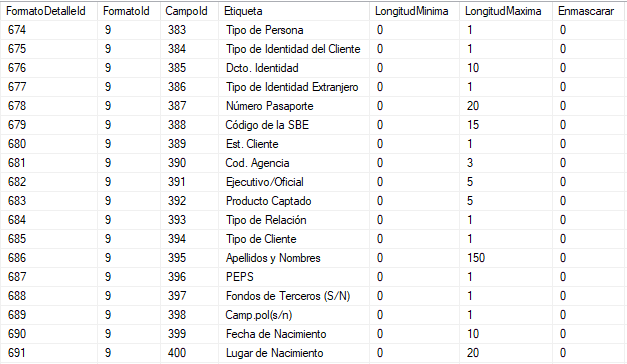 FormatoDetalleId FormatoId CampoId Etiqueta LongitudMinima LongitudMaxima Enmascarar
674 9 383 Tipo de Persona 0 1 0
675 9 384 Tipo de Identidad del Cliente 0 1 0
676 9 385 Dcto. Identidad 0 10 0
677 9 386 Tipo de Identidad Extranjero 0 1 0
678 9 387 Número Pasaporte 0 20 0
679 9 388 Código de la SBE 0 15 0
680 9 389 Est. Cliente 0 1 0
681 9 390 Cod. Agencia 0 3 0
682 9 391 Ejecutivo/Oficial 0 5 0
683 9 392 Producto Captado 0 5 0
684 9 393 Tipo de Relación 0 1 0
685 9 394 Tipo de Cliente 0 1 0
686 9 395 Apellidos y Nombres 0 150 0
687 9 396 PEPS 0 1 0
688 9 397 Fondos de Terceros (S/N) 0 1 0
689 9 398 Camp.pol(s/n) 0 1 0
690 9 399 Fecha de Nacimiento 0 10 0
691 9 400 Lugar de Nacimiento 0 20 0